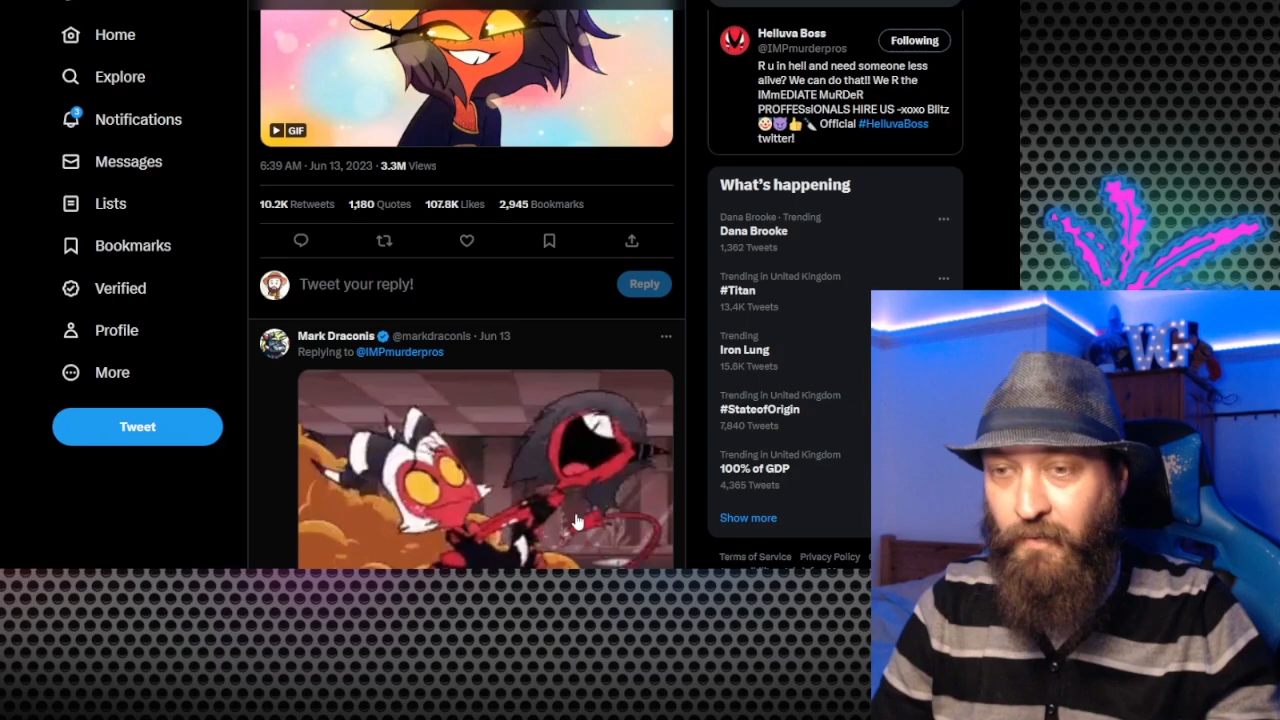 Home
Explore
3
Notifications
Messages
Lists
Bookmarks
Verified
Profile
More
Tweet
GIF
6:39 AM · Jun 13, 2023 · 3.3M Views
10.2K Retweets 1,180 Quotes 107.8K Likes 2,945 Bookmarks
Tweet your reply!
Reply
Mark Draconis @markdraconis · Jun 13
Replying to @IMPmurderpros
Helluva Boss
@IMPmurderpros
Following
R u in hell and need someone less
alive? We can do that!! We R the
IMmEDIATE MuRDeR
PROFFESsIONALS HIRE US -xoxo Blitz
Official #HelluvaBoss
twitter!
What's happening
Dana Brooke · Trending
Dana Brooke
1,362 Tweets
Trending in United Kingdom
#Titan
13.4K Tweets
Trending
Iron Lung
15.8K Tweets
Trending in United Kingdom
#StateofOrigin
7,840 Tweets
Trending in United Kingdom
100% of GDP
4,365 Tweets
Show more
Terms of Service Privacy Policy
VG